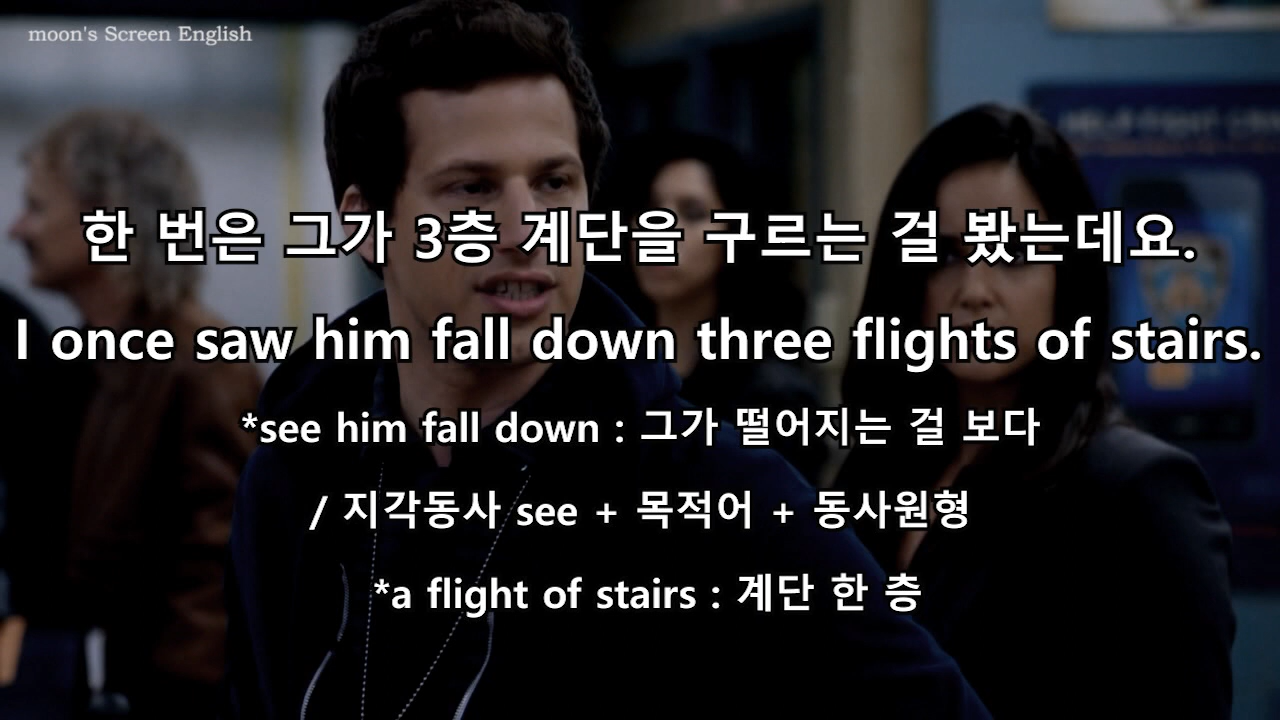 moon's Screen English
한 번은 그가 3층 계단을 구르는 걸 봤는데요.
I once saw him fall down three flights of stairs.
*see him fall down : 그가 떨어지는 걸 보다
/ 지각동사 see + 목적어 + 동사원형
*a flight of stairs : 계단 한 층